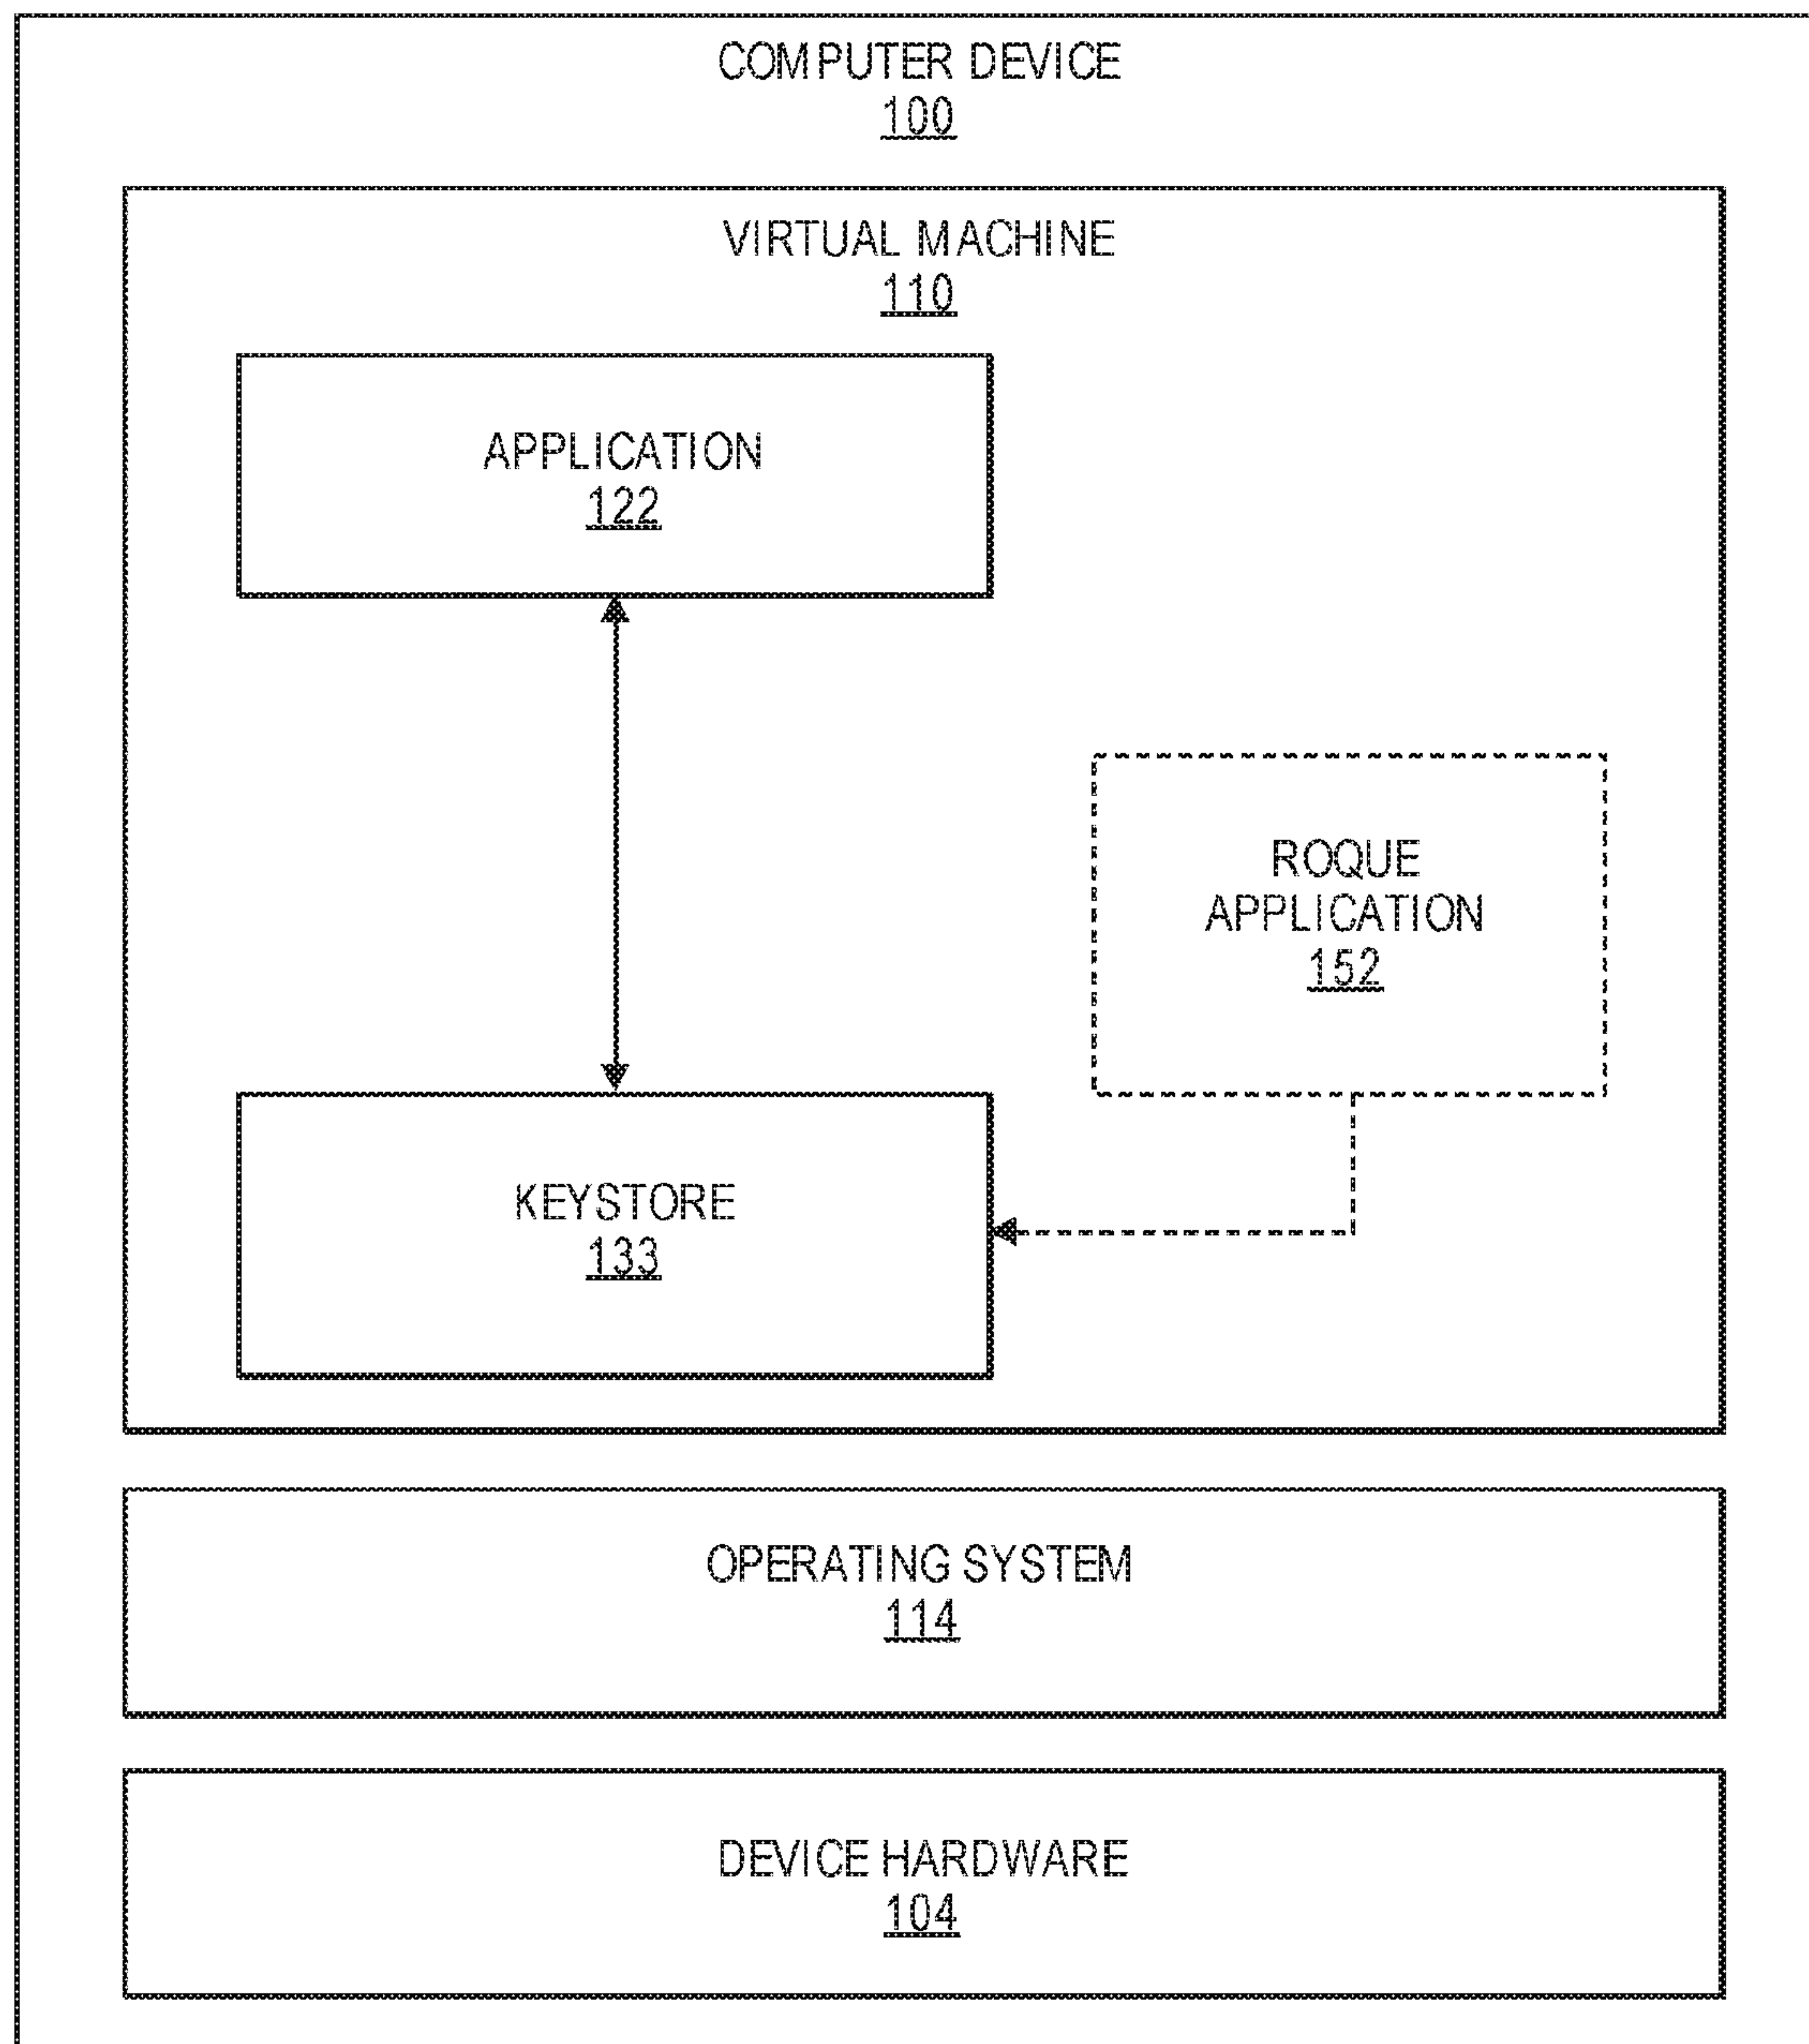 COMPUTER DEVICE
100
VIRTUAL MACHINE
110
APPLICATION
122
ROQUE
APPLICATION
152
KEYSTORE
133
OPERATING SYSTEM
114
DEVICE HARDWARE
104